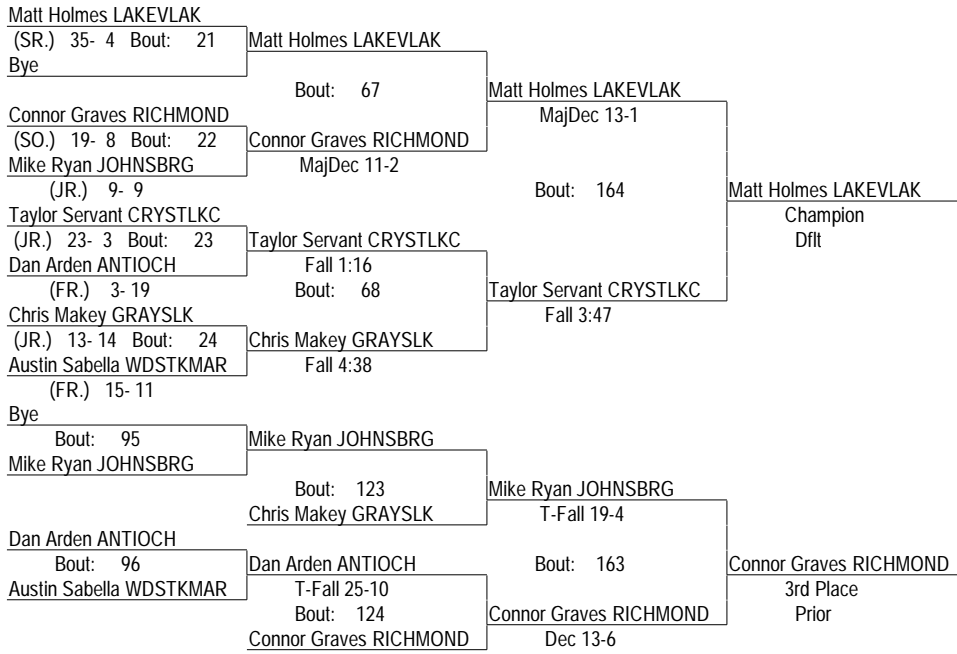 Matt Holmes LAKEVLAK
(SR.) 35- 4 Bout: 21 Matt Holmes LAKEVLAK
Bye
Bout: 67 Matt Holmes LAKEVLAK
Connor Graves RICHMOND MajDec 13-1
(SO.) 19- 8 Bout: 22 Connor Graves RICHMOND
Mike Ryan JOHNSBRG MajDec 11-2
(JR.) 9- 9 Bout: 164 Matt Holmes LAKEVLAK
Taylor Servant CRYSTLKC Champion
(JR.) 23- 3 Bout: 23 Taylor Servant CRYSTLKC Dflt
Dan Arden ANTIOCH Fall 1:16
(FR.) 3- 19 Bout: 68 Taylor Servant CRYSTLKC
Chris Makey GRAYSLK Fall 3:47
(JR.) 13- 14 Bout: 24 Chris Makey GRAYSLK
Austin Sabella WDSTKMAR Fall 4:38
(FR.) 15- 11
Bye
Bout: 95 Mike Ryan JOHNSBRG
Mike Ryan JOHNSBRG
Bout: 123 Mike Ryan JOHNSBRG
Chris Makey GRAYSLK T-Fall 19-4
Dan Arden ANTIOCH
Bout: 96 Dan Arden ANTIOCH Bout: 163 Connor Graves RICHMOND
Austin Sabella WDSTKMAR T-Fall 25-10 3rd Place
Bout: 124 Connor Graves RICHMOND Prior
Connor Graves RICHMOND Dec 13-6